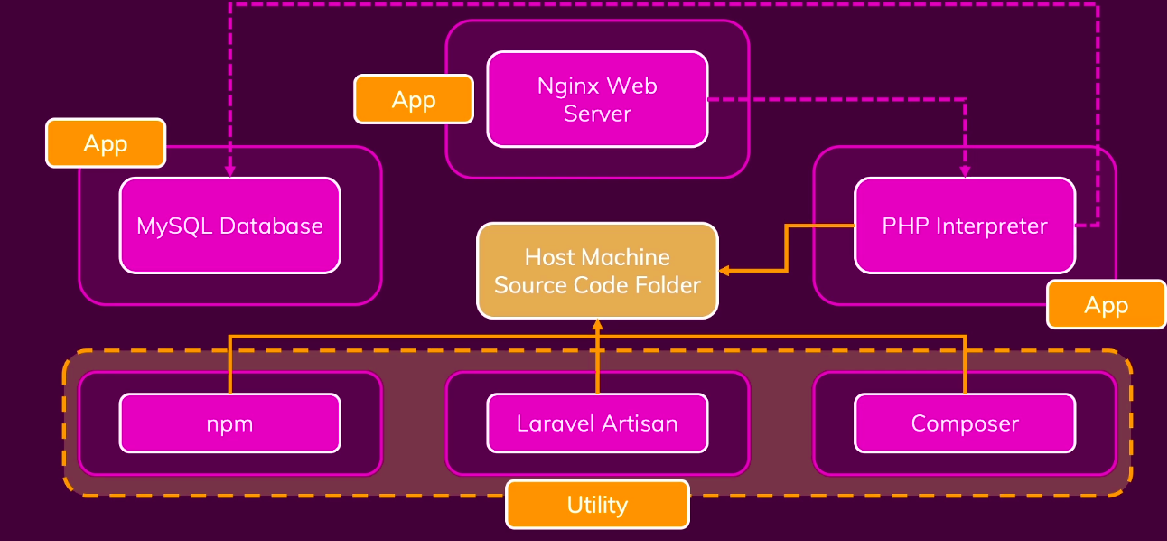 Nginx Web
Server
App
App
MySQL Database
PHP Interpreter
Host Machine
Source Code Folder
App
npm
Laravel Artisan
Composer
Utility